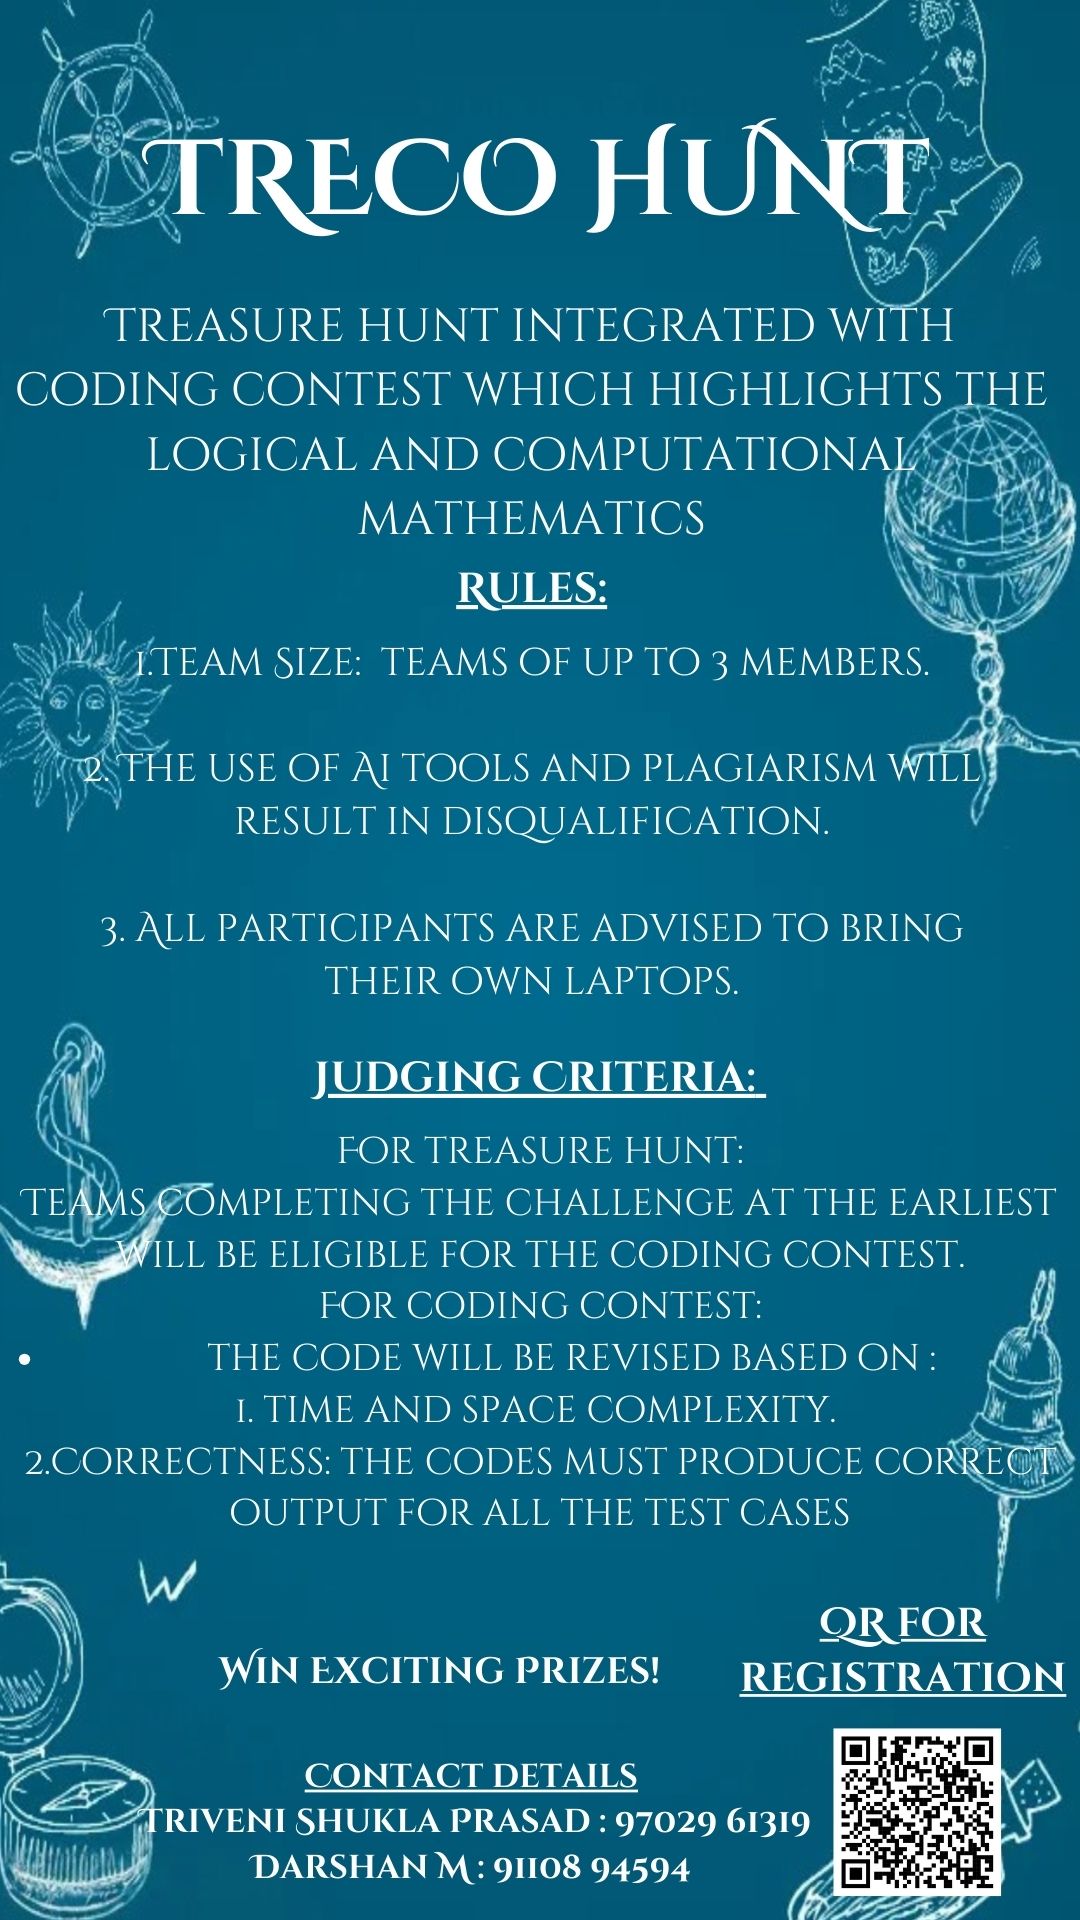 Treco Hunt
Treasure hunt integrated with
coding contest which highlights the
logical and computational
mathematics
Rules:
1.Team Size: teams of up to 3 members.
2. The use of AI tools and plagiarism will
result in disqualification.
3. All participants are advised to bring
their own laptops.
Judging Criteria:
For treasure hunt:
Teams completing the challenge at the earliest
will be eligible for the coding contest.
For coding contest:
• The code will be revised based on :
1. Time and space complexity.
2.Correctness: the codes must produce correct
output for all the test cases
W
Win Exciting Prizes!
QR for
registration
Contact details
Triveni Shukla Prasad : 97029 61319
Darshan M : 91108 94594